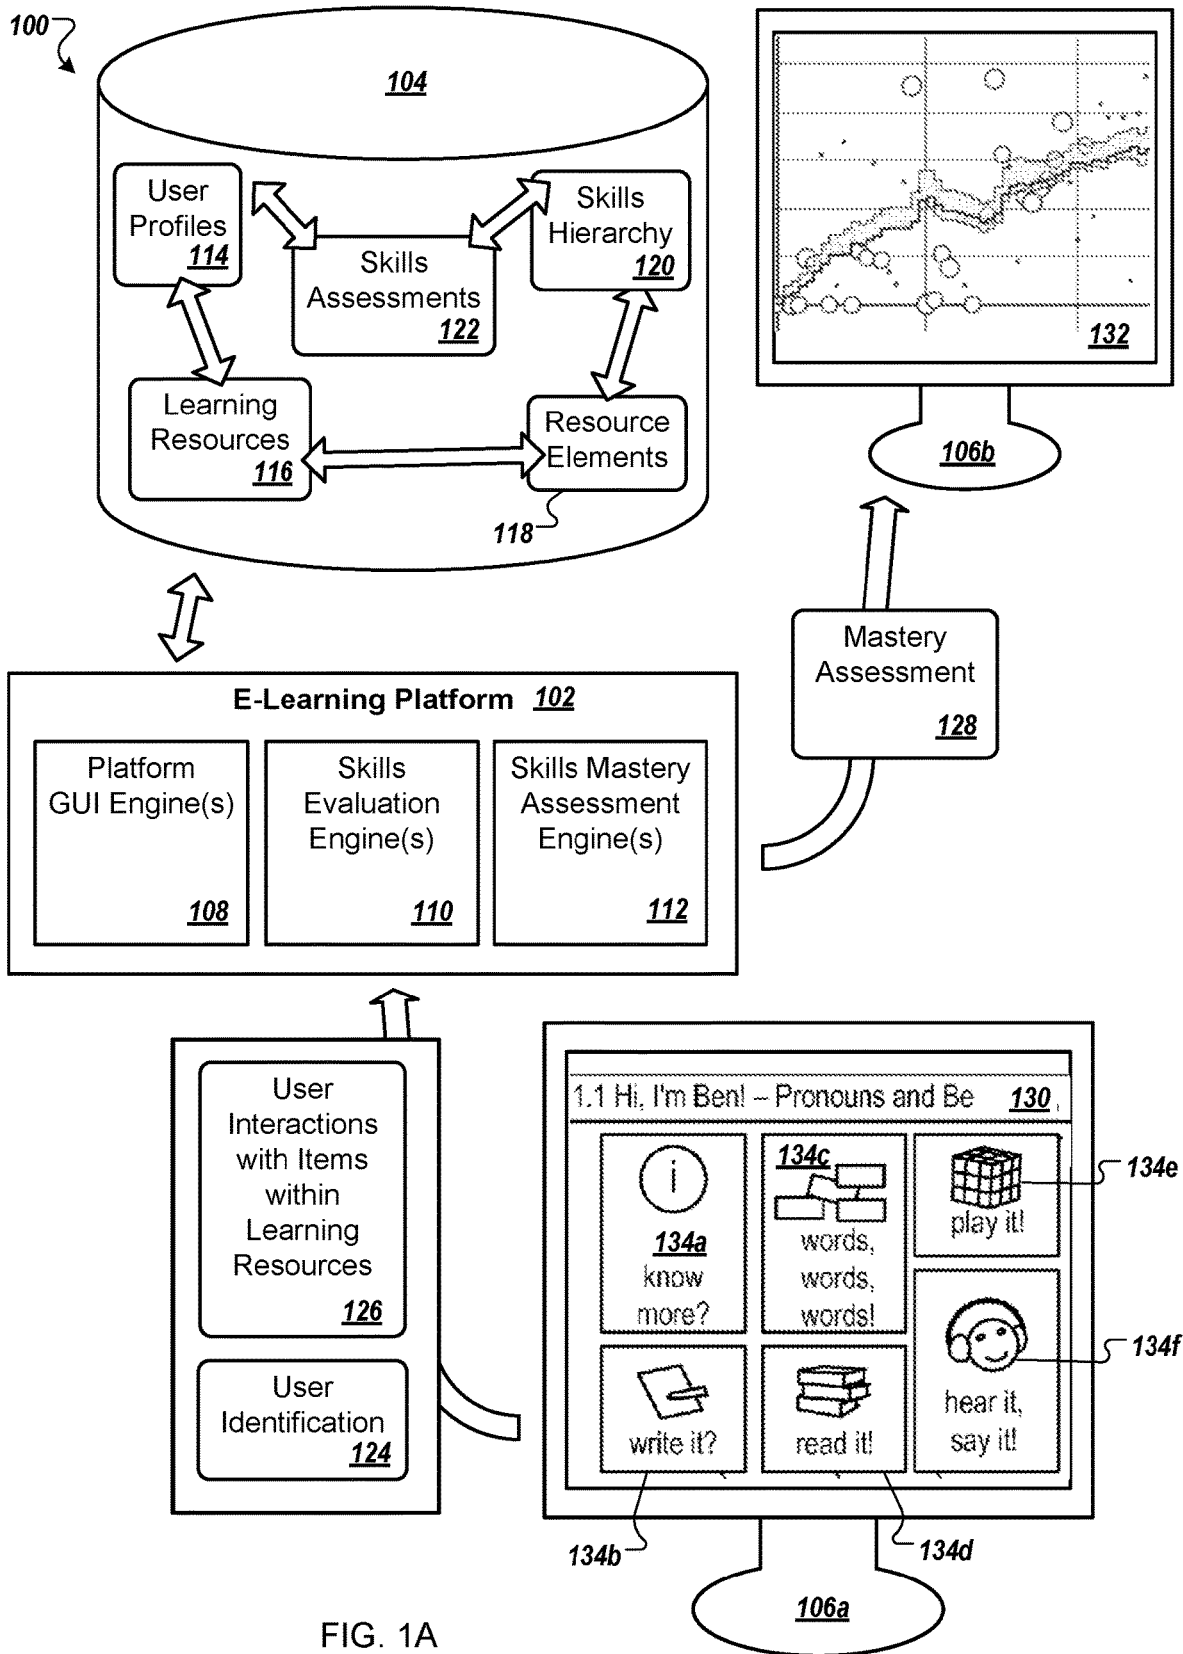 100
104
User
Profiles
114
Skills
Assessments
122
Skills
Hierarchy
120
Learning
Resources
116
Resource
Elements
118
132
106b
Mastery
Assessment
128
E-Learning Platform 102
Platform
GUI Engine(s)
108
Skills
Evaluation
Engine(s)
110
Skills Mastery
Assessment
Engine(s)
112
User
Interactions
with Items
within
Learning
Resources
126
User
Identification
124
1.1 Hi, I'm Ben! – Pronouns and Be 130
i
134a
know
more?
134c
words,
words,
words!
play it!
134e
write it?
134b
read it!
134d
hear it,
say it!
134f
106a
FIG. 1A